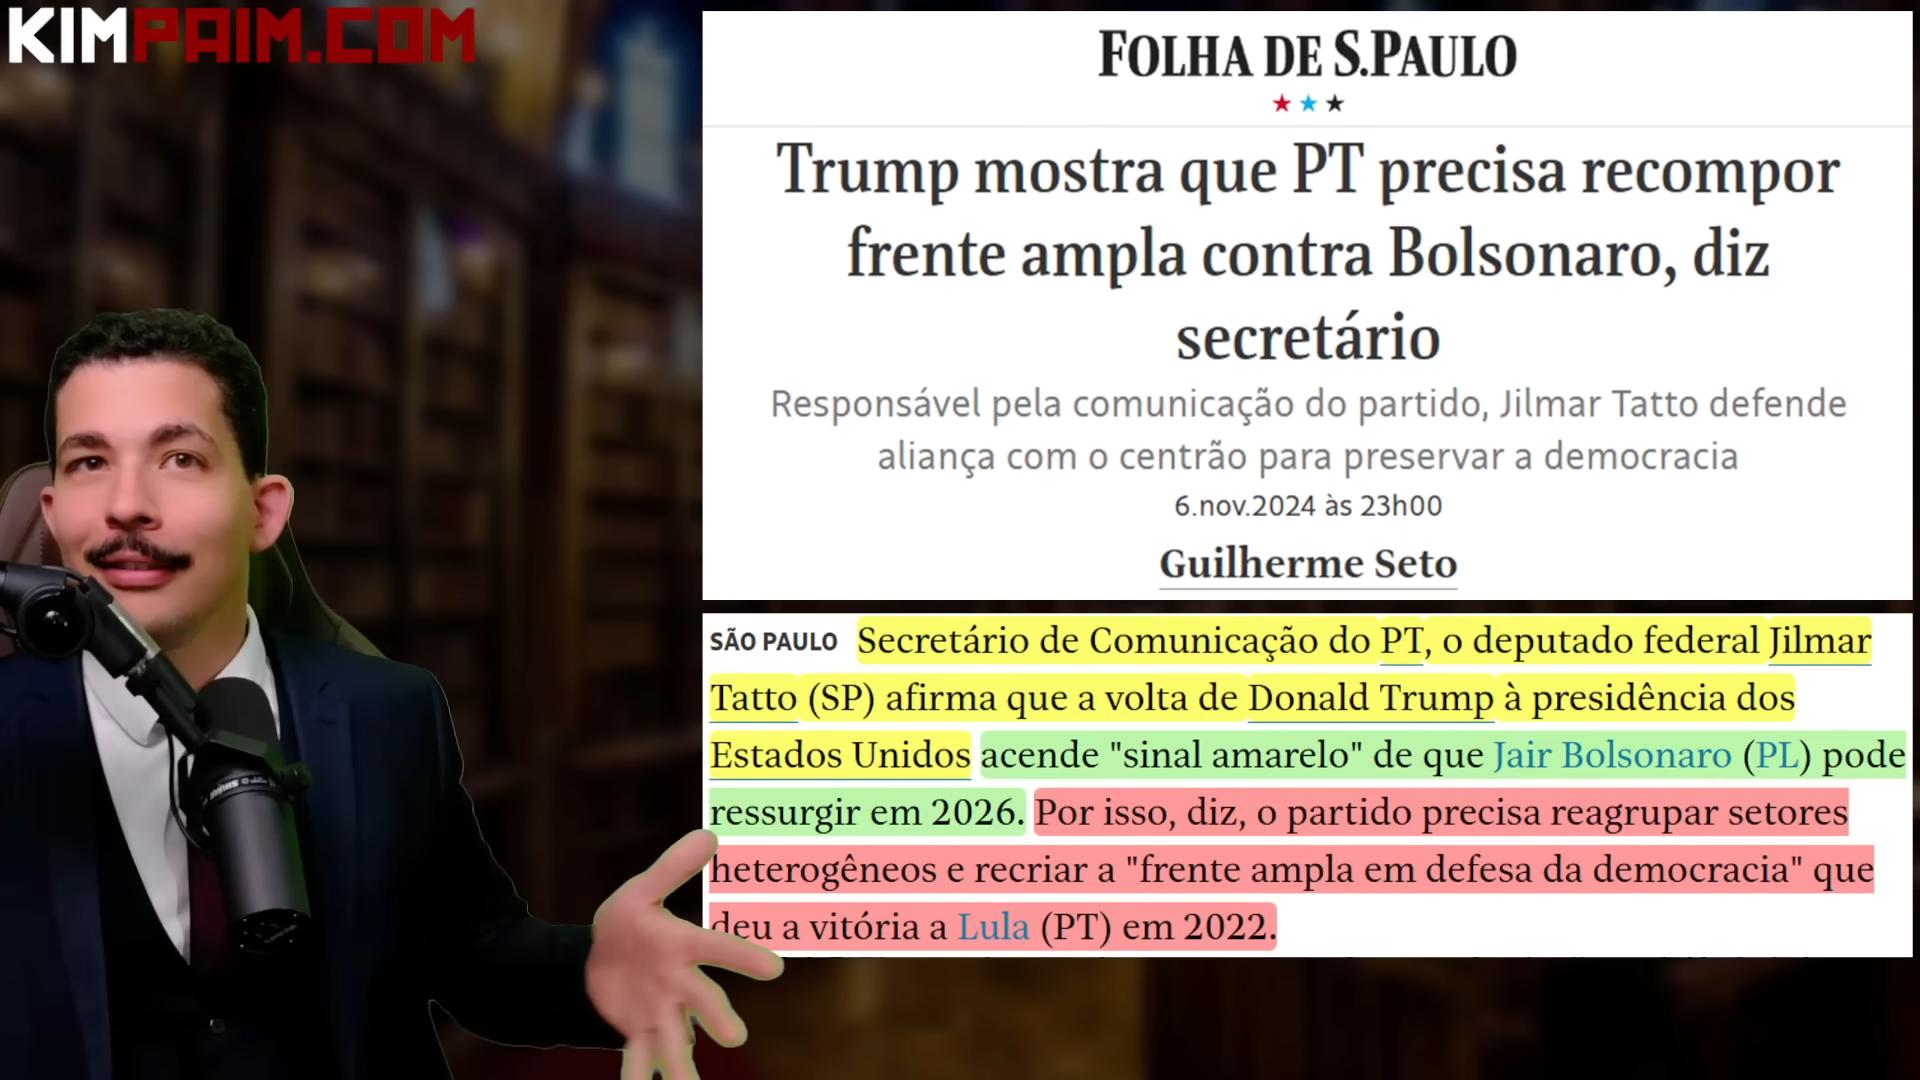 KIMPAIM.COM
FOLHA DE S.PAULO
Trump mostra que PT precisa recompor
frente ampla contra Bolsonaro, diz
secretário
Responsável pela comunicação do partido, Jilmar Tatto defende
aliança com o centrão para preservar a democracia
6.nov.2024 às 23h00
Guilherme Seto
SÃO PAULO Secretário de Comunicação do PT, o deputado federal Jilmar
Tatto (SP) afirma que a volta de Donald Trump à presidência dos
Estados Unidos acende "sinal amarelo" de que Jair Bolsonaro (PL) pode
ressurgir em 2026. Por isso, diz, o partido precisa reagrupar setores
heterogêneos e recriar a "frente ampla em defesa da democracia" que
deu a vitória a Lula (PT) em 2022.